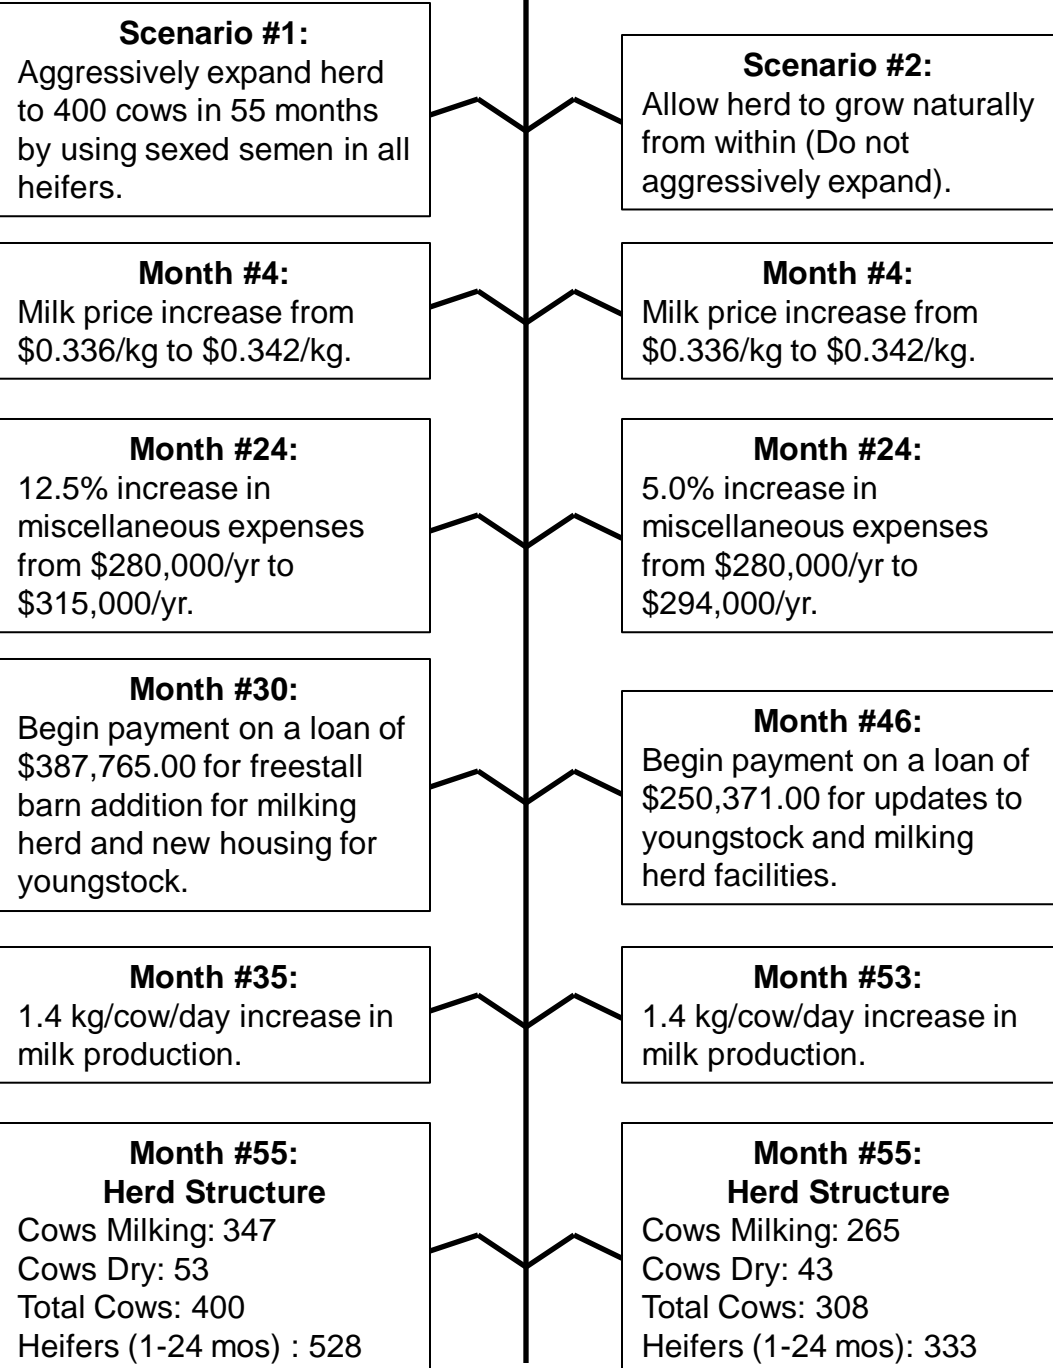 Scenario #1:
Aggressively expand herd
to 400 cows in 55 months
by using sexed semen in all
heifers.
Scenario #2:
Allow herd to grow naturally
from within (Do not
aggressively expand).
Month #4:
Milk price increase from
$0.336/kg to $0.342/kg.
Month #4:
Milk price increase from
$0.336/kg to $0.342/kg.
Month #24:
12.5% increase in
miscellaneous expenses
from $280,000/yr to
$315,000/yr.
Month #24:
5.0% increase in
miscellaneous expenses
from $280,000/yr to
$294,000/yr.
Month #30:
Begin payment on a loan of
$387,765.00 for freestall
barn addition for milking
herd and new housing for
youngstock.
Month #46:
Begin payment on a loan of
$250,371.00 for updates to
youngstock and milking
herd facilities.
Month #35:
1.4 kg/cow/day increase in
milk production.
Month #53:
1.4 kg/cow/day increase in
milk production.
Month #55:
Herd Structure
Cows Milking: 347
Cows Dry: 53
Total Cows: 400
Heifers (1-24 mos) : 528
Month #55:
Herd Structure
Cows Milking: 265
Cows Dry: 43
Total Cows: 308
Heifers (1-24 mos): 333